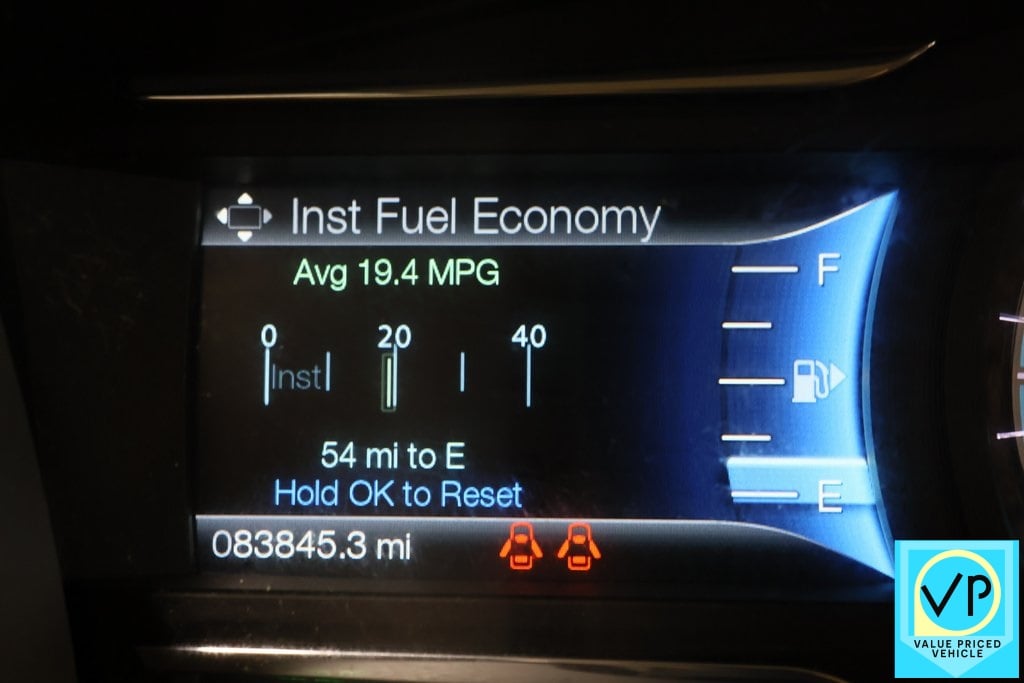 Inst Fuel Economy
Avg 19.4 MPG
F
0 20 40
Inst
54 mi to E
Hold OK to Reset
E
083845.3 mi
VP
VALUE PRICED
VEHICLE